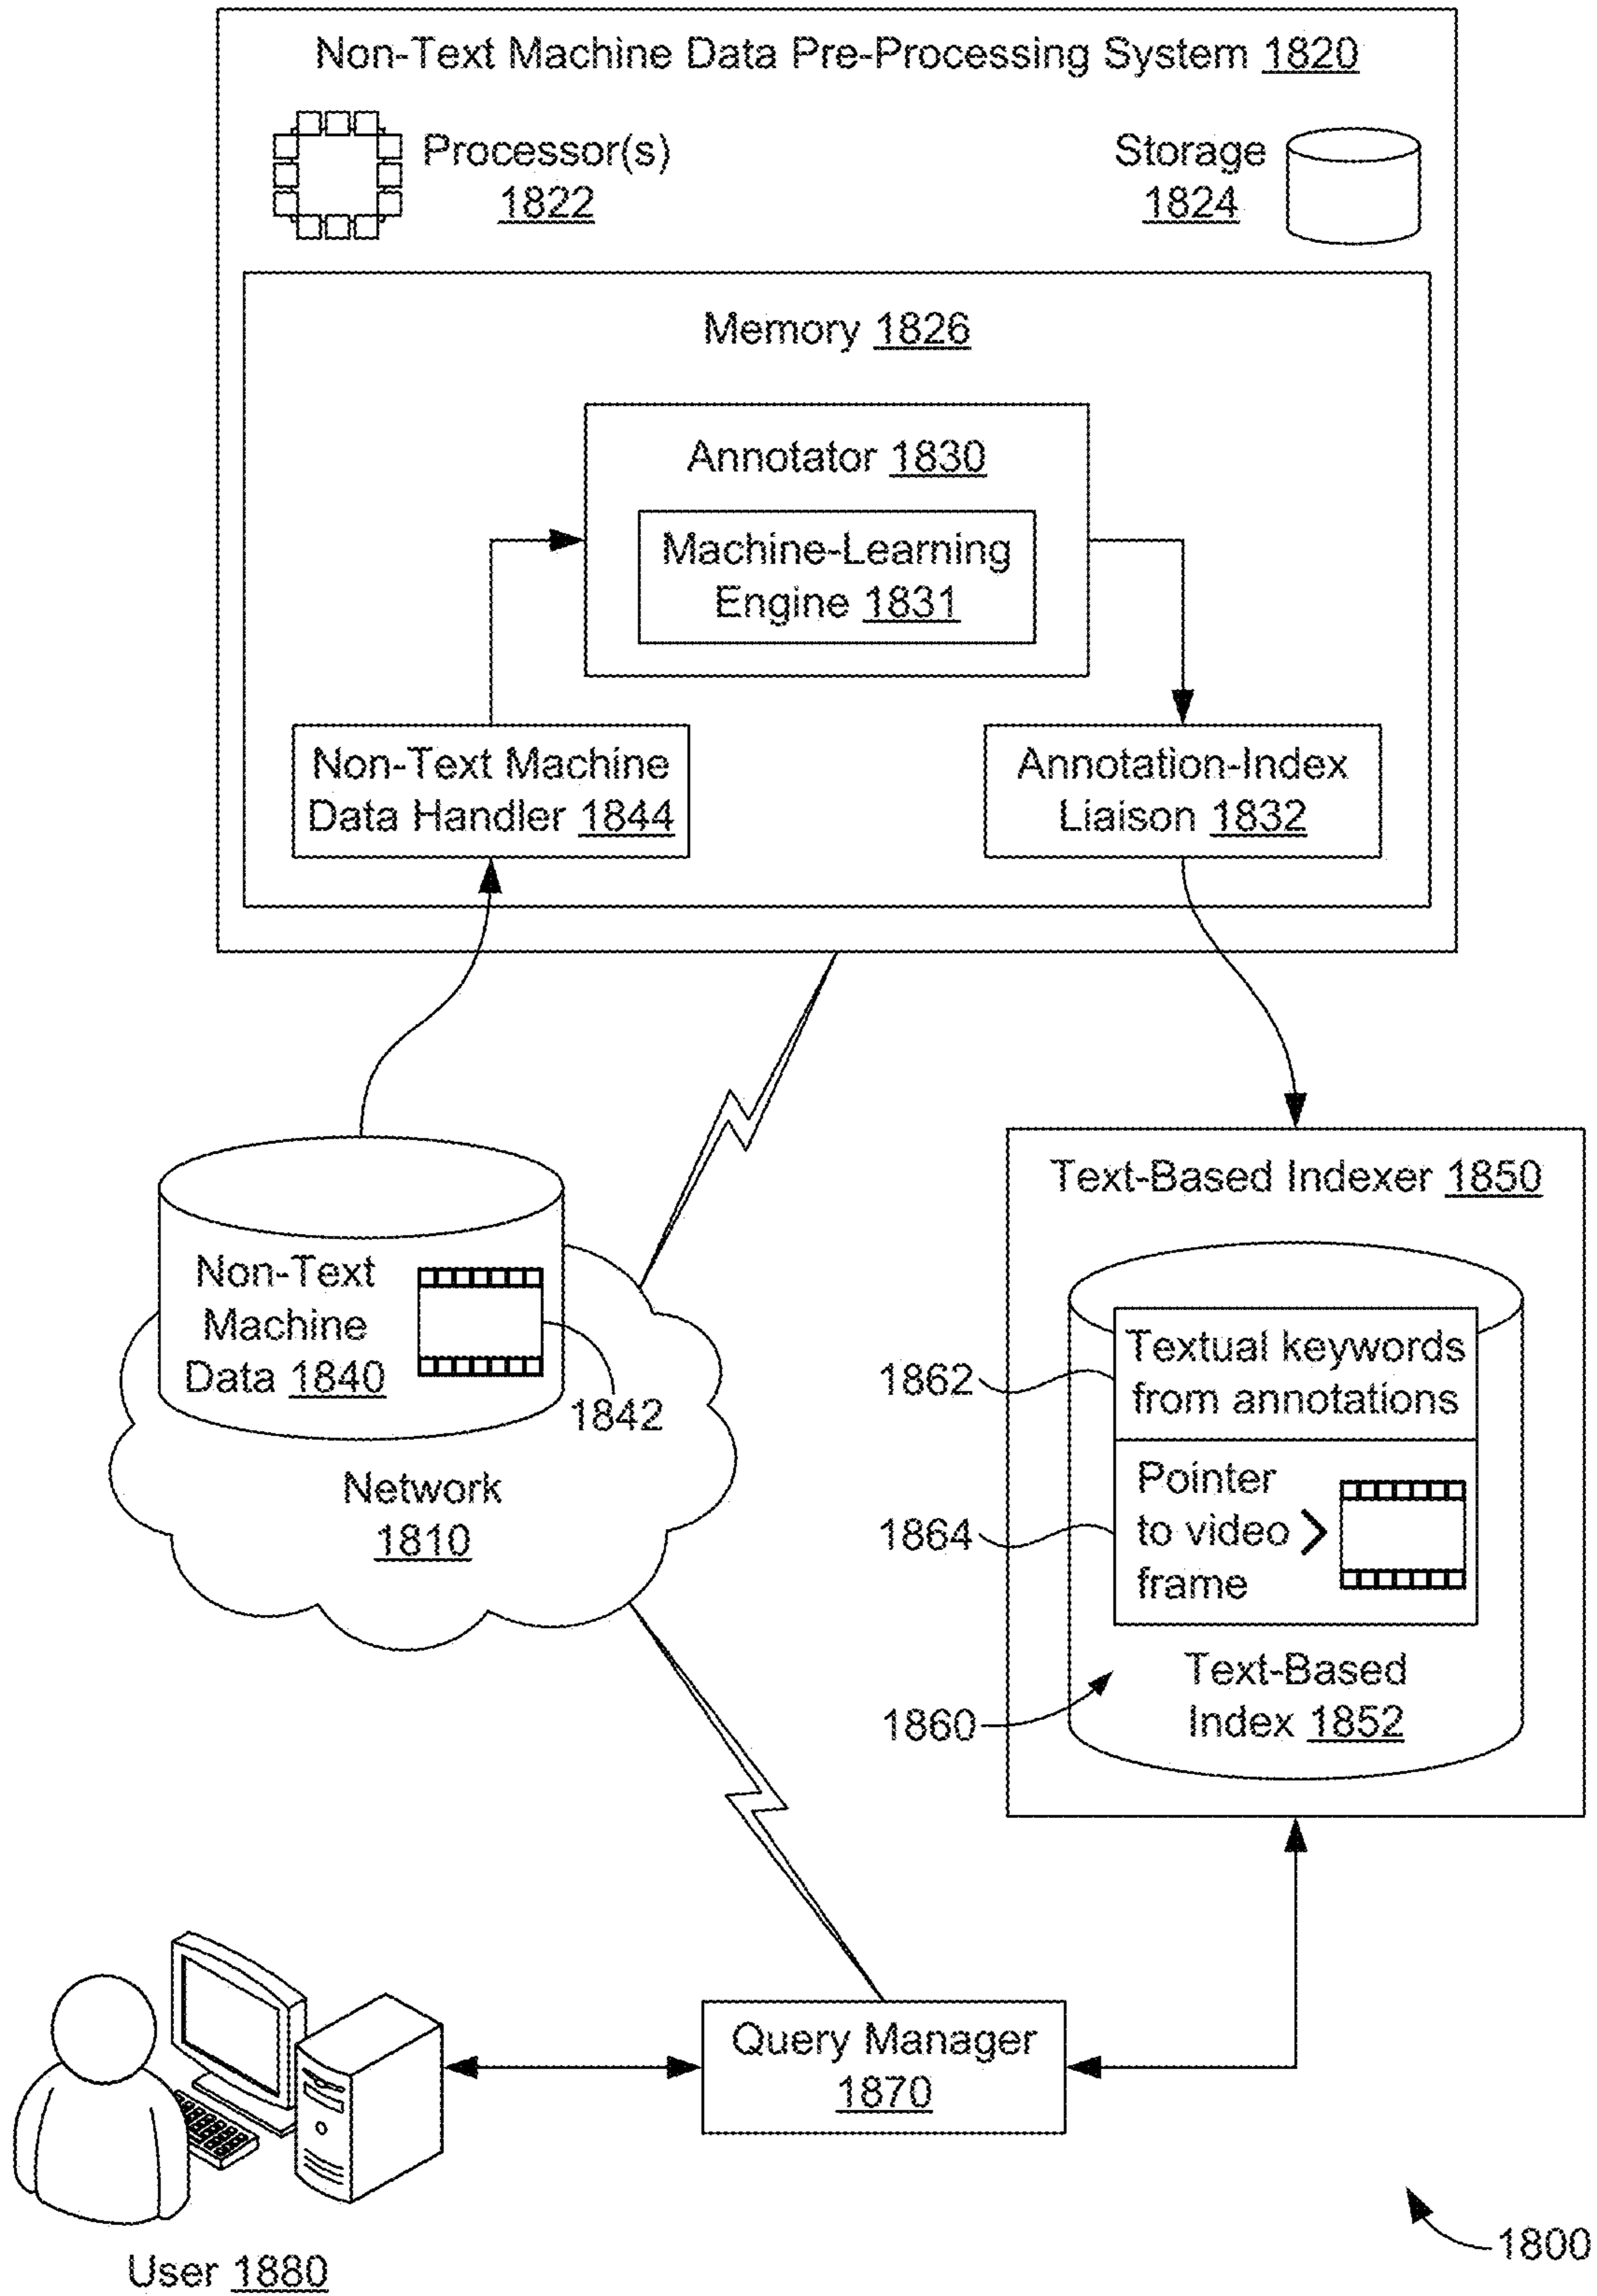 Non-Text Machine Data Pre-Processing System 1820
Processor(s)
1822
Storage
1824
Memory 1826
Annotator 1830
Machine-Learning
Engine 1831
Non-Text Machine
Data Handler 1844
Annotation-Index
Liaison 1832
Non-Text
Machine
Data 1840
1842
Network
1810
Text-Based Indexer 1850
1862
Textual keywords
from annotations
1864
Pointer
to video
frame
1860
Text-Based
Index 1852
Query Manager
1870
User 1880
1800